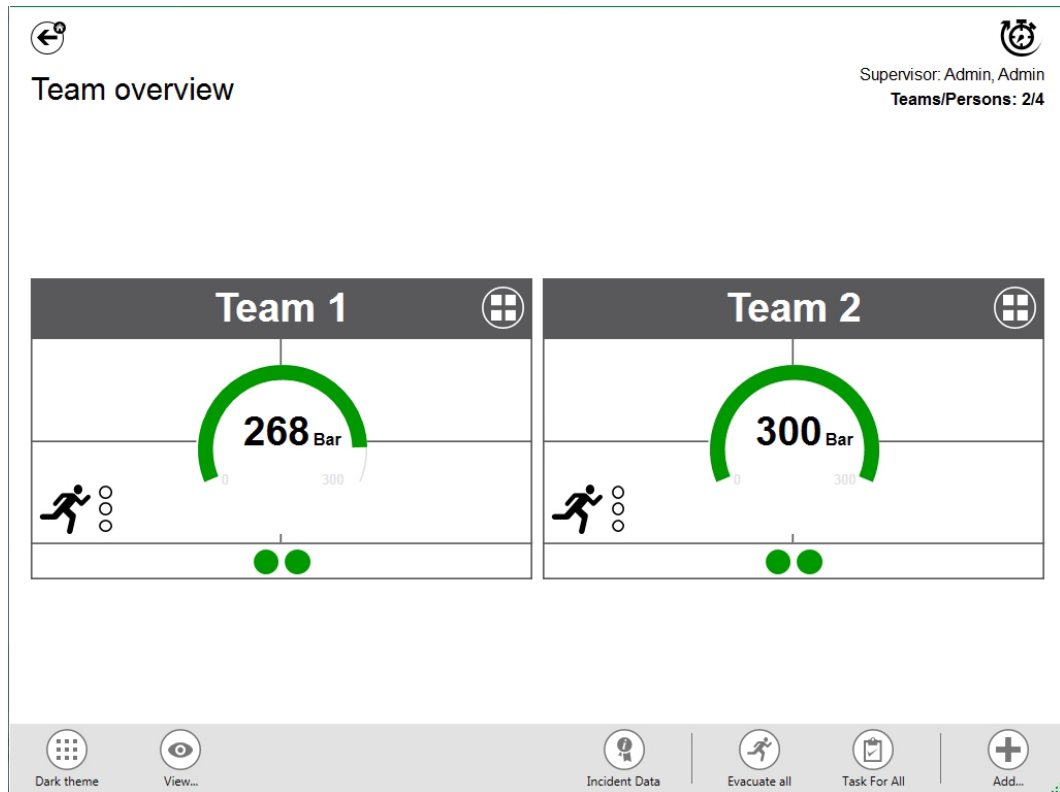 Supervisor: Admin, Admin
Team overview
Teams/Persons: 2/4
Team 1
Team 2
268 Bar
300 Bar
0 300
0 300
Dark theme
View...
Incident Data
Evacuate all
Task For All
Add...